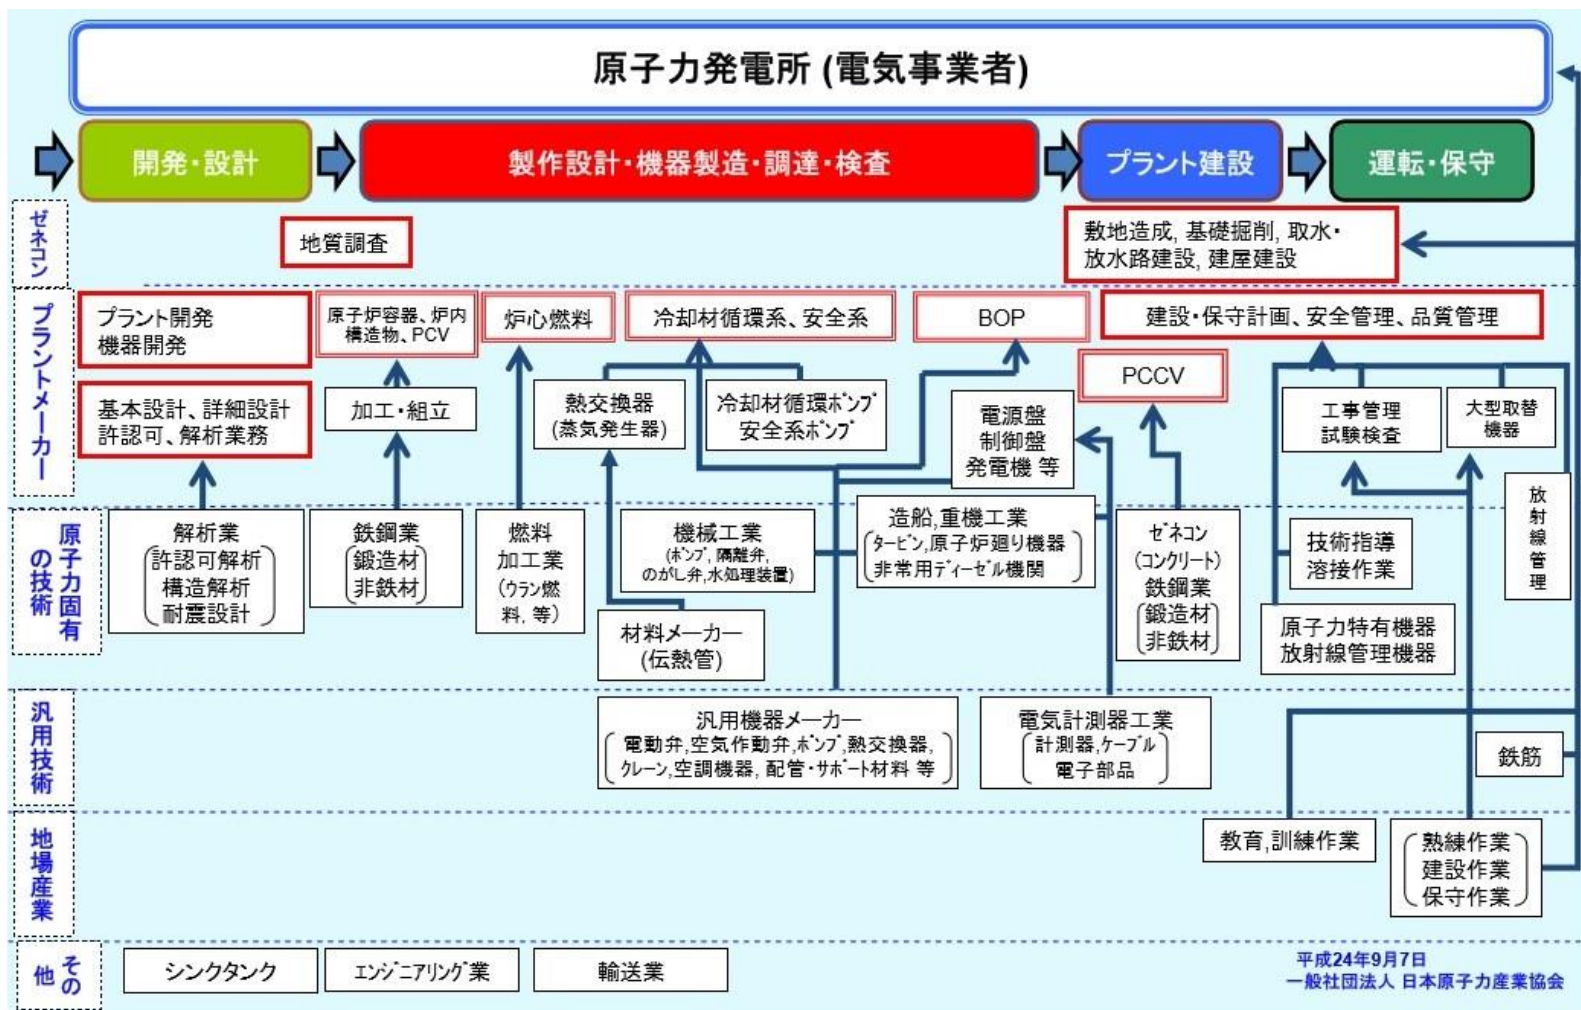 原子力発電所 (電気事業者)
開発・設計
製作設計・機器製造・調達・検査
プラント建設
運転・保守
ゼネコン
地質調査
敷地造成, 基礎掘削, 取水・
放水路建設, 建屋建設
プラントメーカー
プラント開発
機器開発
原子炉容器、炉内
構造物、PCV
炉心燃料
冷却材循環系、安全系
BOP
建設・保守計画、安全管理、品質管理
基本設計、詳細設計
許認可、解析業務
加工・組立
熱交換器
(蒸気発生器)
冷却材循環ﾎﾟﾝﾌﾟ
安全系ﾎﾟﾝﾌﾟ
電源盤
制御盤
発電機 等
PCCV
工事管理
試験検査
大型取替
機器
放射線管理
原子力固有
の技術
解析業
許認可解析
構造解析
耐震設計
鉄鋼業
鍛造材
非鉄材
燃料
加工業
(ウラン燃
料, 等)
機械工業
(ﾎﾟﾝﾌﾟ, 隔離弁,
のがし弁,水処理装置)
造船,重機工業
ﾀｰﾋﾞﾝ,原子炉廻り機器
非常用ﾃﾞｨｰｾﾞﾙ機関
材料メーカー
(伝熱管)
ｾﾞﾈｺﾝ
(コンクリート)
鉄鋼業
鍛造材
非鉄材
技術指導
溶接作業
原子力特有機器
放射線管理機器
汎用技術
汎用機器メーカー
電動弁,空気作動弁,ﾎﾟﾝﾌﾟ,熱交換器,
ｸﾚｰﾝ,空調機器, 配管・ｻﾎﾟｰﾄ材料 等
電気計測器工業
計測器,ｹｰﾌﾞﾙ
電子部品
鉄筋
地場産業
教育,訓練作業
熟練作業
建設作業
保守作業
その
他
シンクタンク
ｴﾝｼﾞﾆｱﾘﾝｸﾞ業
輸送業
平成24年9月7日
一般社団法人 日本原子力産業協会